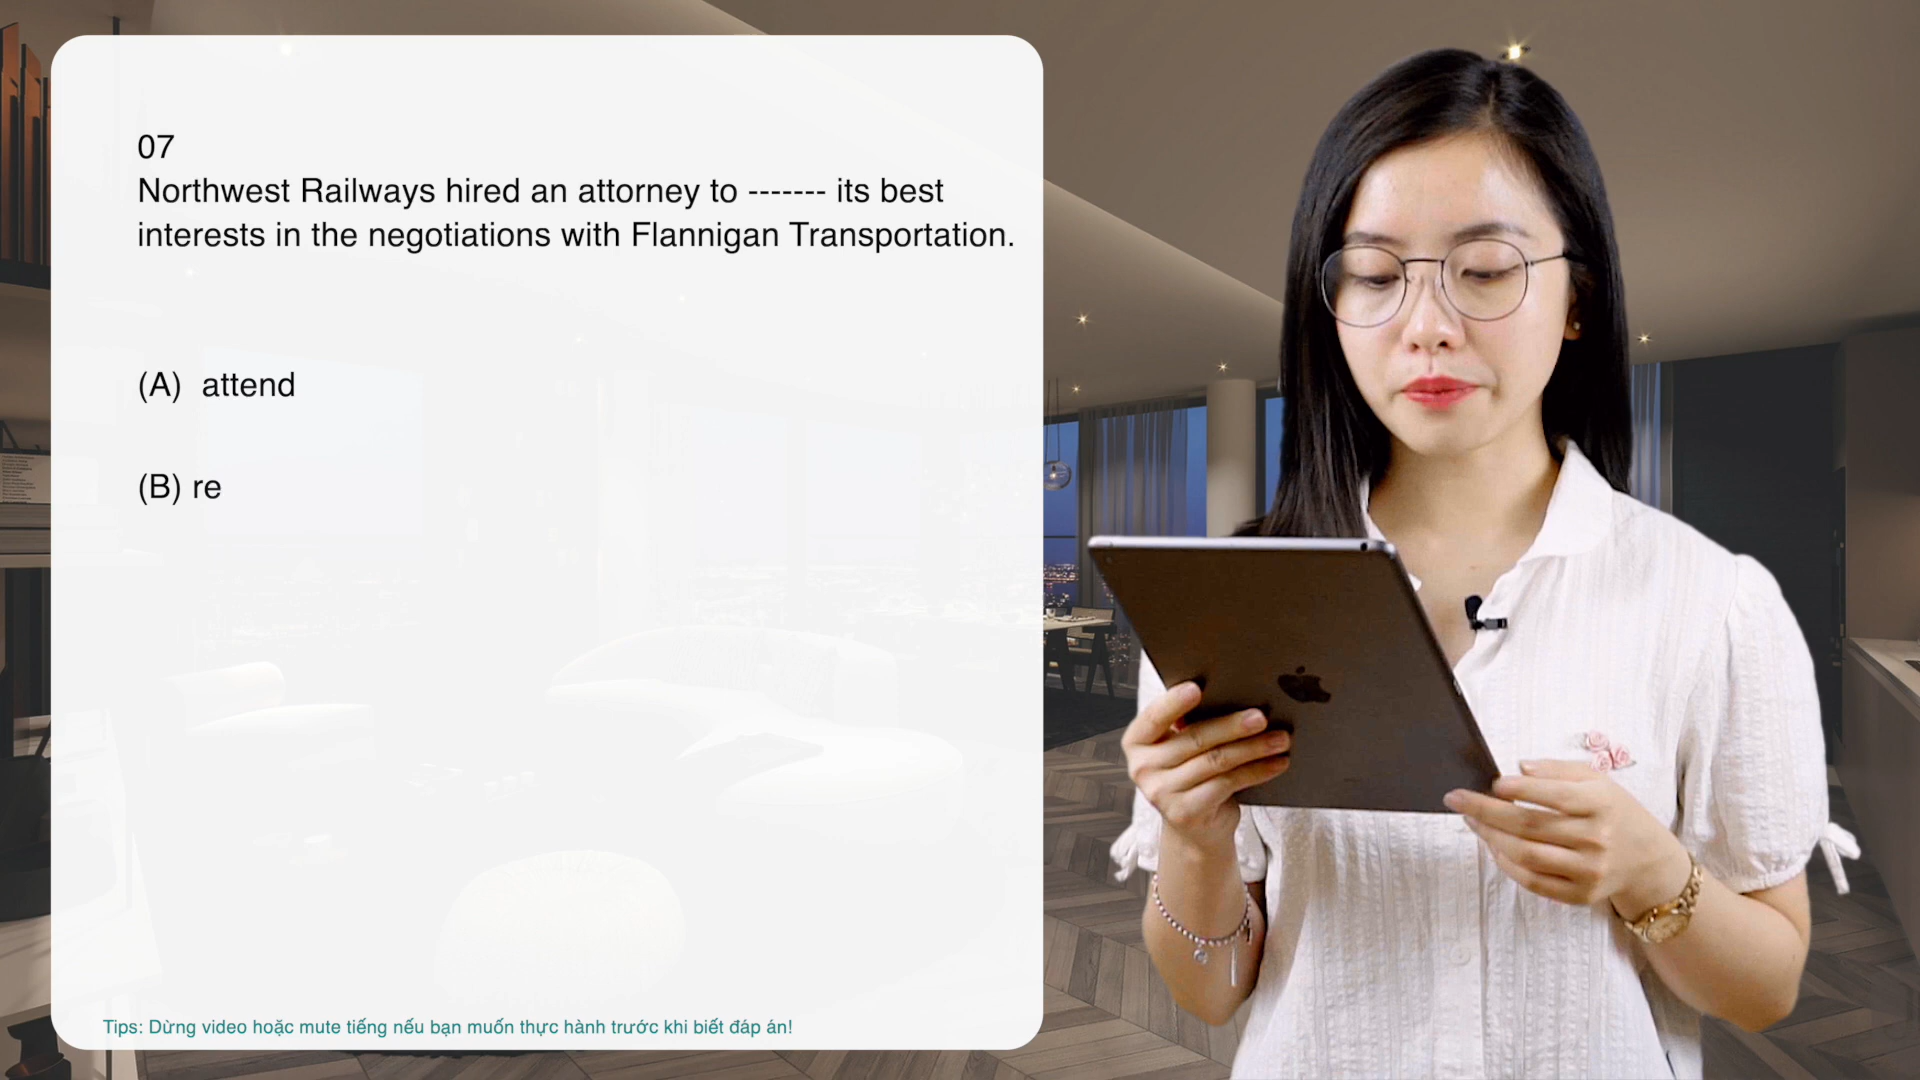 07
Northwest Railways hired an attorney to ------- its best
interests in the negotiations with Flannigan Transportation.
(A) attend
(B) re
Tips: Dừng video hoặc mute tiếng nếu bạn muốn thực hành trước khi biết đáp án!